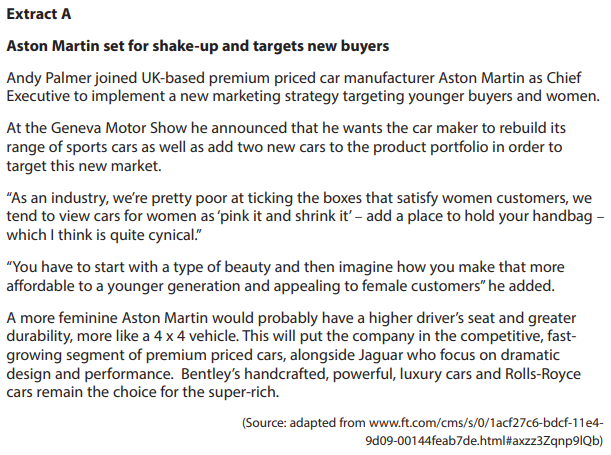 Extract A
Aston Martin set for shake-up and targets new buyers
Andy Palmer joined UK-based premium priced car manufacturer Aston Martin as Chief
Executive to implement a new marketing strategy targeting younger buyers and women.
At the Geneva Motor Show he announced that he wants the car maker to rebuild its
range of sports cars as well as add two new cars to the product portfolio in order to
target this new market.
“As an industry, we’re pretty poor at ticking the boxes that satisfy women customers, we
tend to view cars for women as ‘pink it and shrink it’ – add a place to hold your handbag –
which I think is quite cynical.”
“You have to start with a type of beauty and then imagine how you make that more
affordable to a younger generation and appealing to female customers” he added.
A more feminine Aston Martin would probably have a higher driver’s seat and greater
durability, more like a 4 x 4 vehicle. This will put the company in the competitive, fast-
growing segment of premium priced cars, alongside Jaguar who focus on dramatic
design and performance.  Bentley’s handcrafted, powerful, luxury cars and Rolls-Royce
cars remain the choice for the super-rich.
(Source: adapted from www.ft.com/cms/s/0/1acf27c6-bdcf-11e4-
9d09-00144feab7de.html#axzz3Zqnp9lQb)